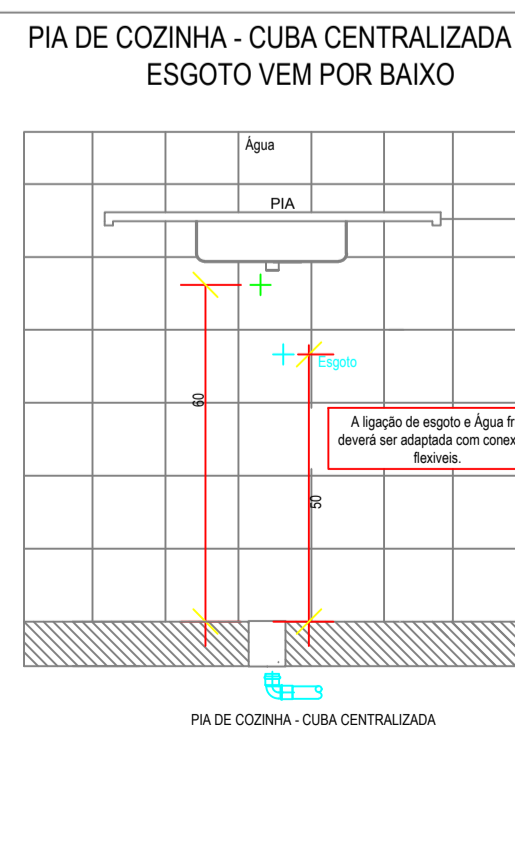 PIA DE COZINHA - CUBA CENTRALIZADA
ESGOTO VEM POR BAIXO
Água
PIA
Esgoto
60
A ligação de esgoto e Água
deverá ser adaptada com
flexiveis.
50
PIA DE COZINHA - CUBA CENTRALIZADA